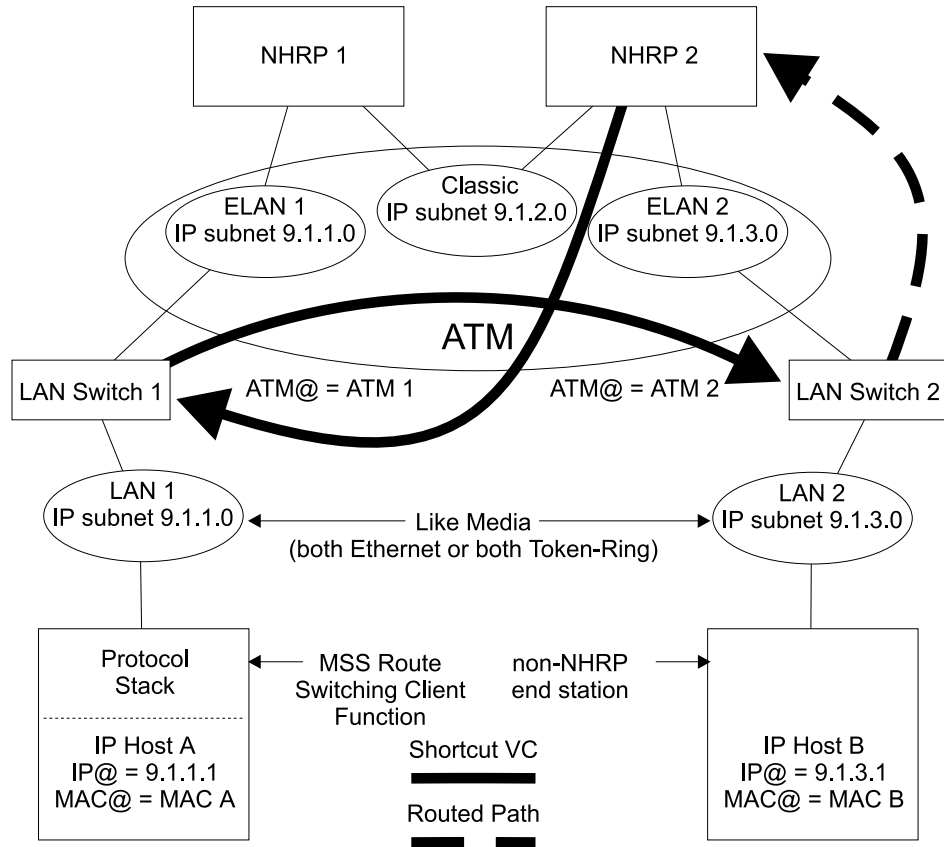 NHRP 1
NHRP 2
ELAN 1
IP subnet 9.1.1.0
Classic
IP subnet 9.1.2.0
ELAN 2
IP subnet 9.1.3.0
ATM
LAN Switch 1
ATM@ = ATM 1
ATM@ = ATM 2
LAN Switch 2
LAN 1
IP subnet 9.1.1.0
Like Media
(both Ethernet or both Token-Ring)
LAN 2
IP subnet 9.1.3.0
Protocol
Stack
MSS Route
Switching Client
Function
non-NHRP
end station
IP Host A
IP@ = 9.1.1.1
MAC@ = MAC A
Shortcut VC
Routed Path
IP Host B
IP@ = 9.1.3.1
MAC@ = MAC B